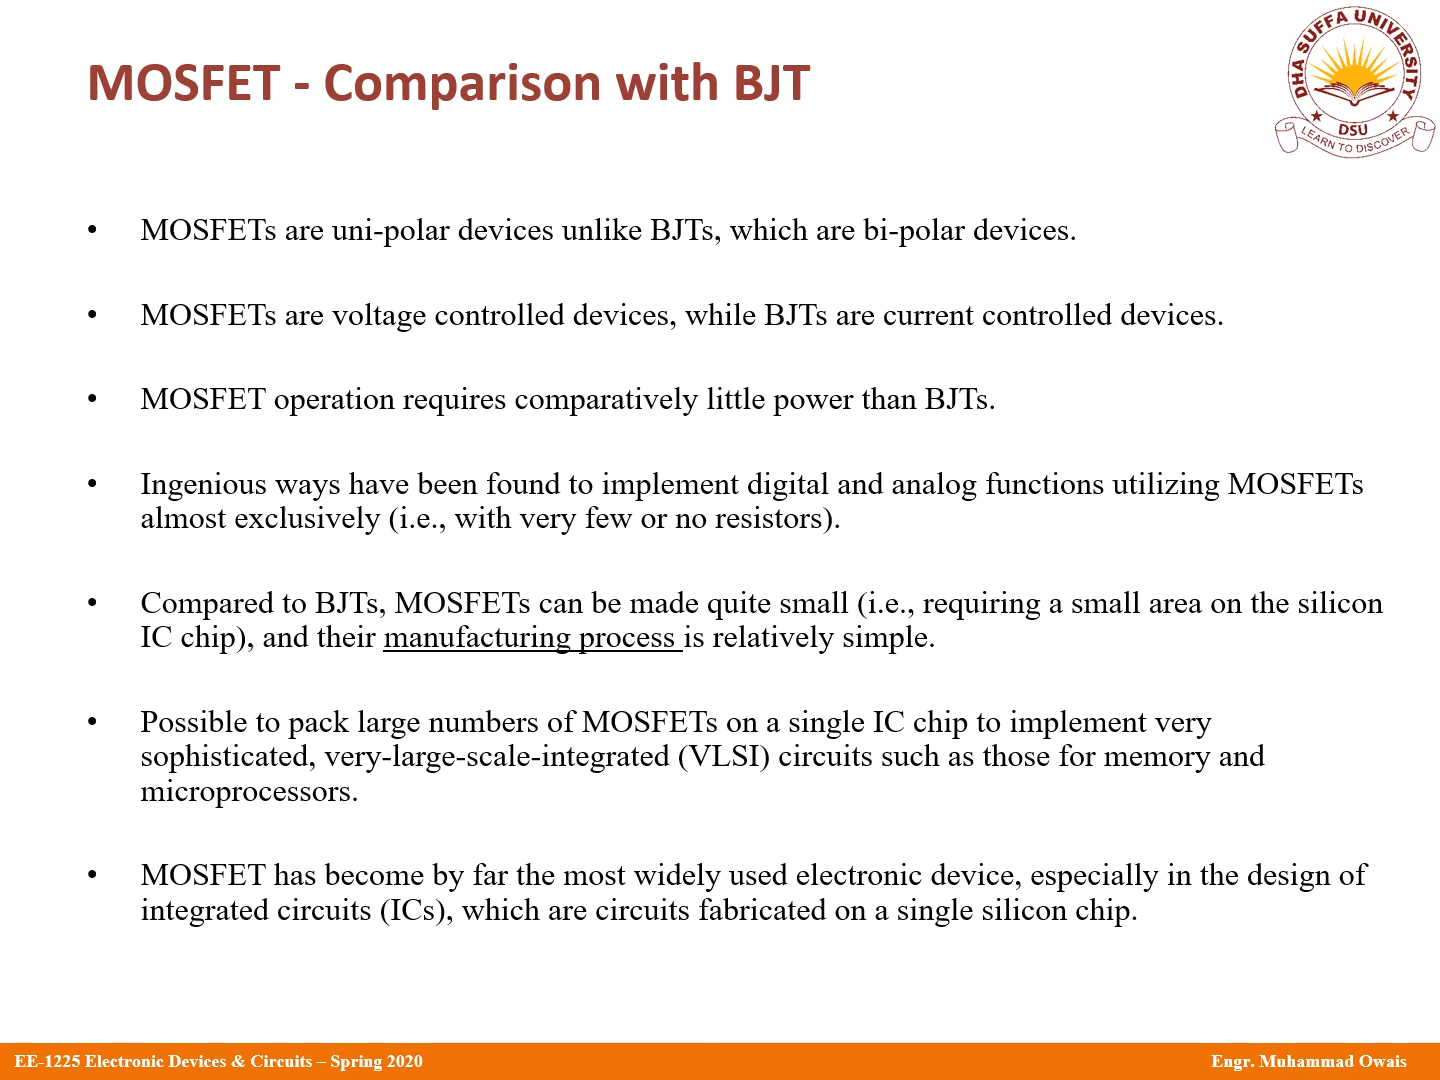 MOSFET - Comparison with BJT
DHA SUFFA UNIVERSITY
DSU
LEARN TO DISCOVER
• MOSFETs are uni-polar devices unlike BJTs, which are bi-polar devices.
• MOSFETs are voltage controlled devices, while BJTs are current controlled devices.
• MOSFET operation requires comparatively little power than BJTs.
• Ingenious ways have been found to implement digital and analog functions utilizing MOSFETs
almost exclusively (i.e., with very few or no resistors).
• Compared to BJTs, MOSFETs can be made quite small (i.e., requiring a small area on the silicon
IC chip), and their manufacturing process is relatively simple.
• Possible to pack large numbers of MOSFETs on a single IC chip to implement very
sophisticated, very-large-scale-integrated (VLSI) circuits such as those for memory and
microprocessors.
• MOSFET has become by far the most widely used electronic device, especially in the design of
integrated circuits (ICs), which are circuits fabricated on a single silicon chip.
EE-1225 Electronic Devices & Circuits – Spring 2020
Engr. Muhammad Owais